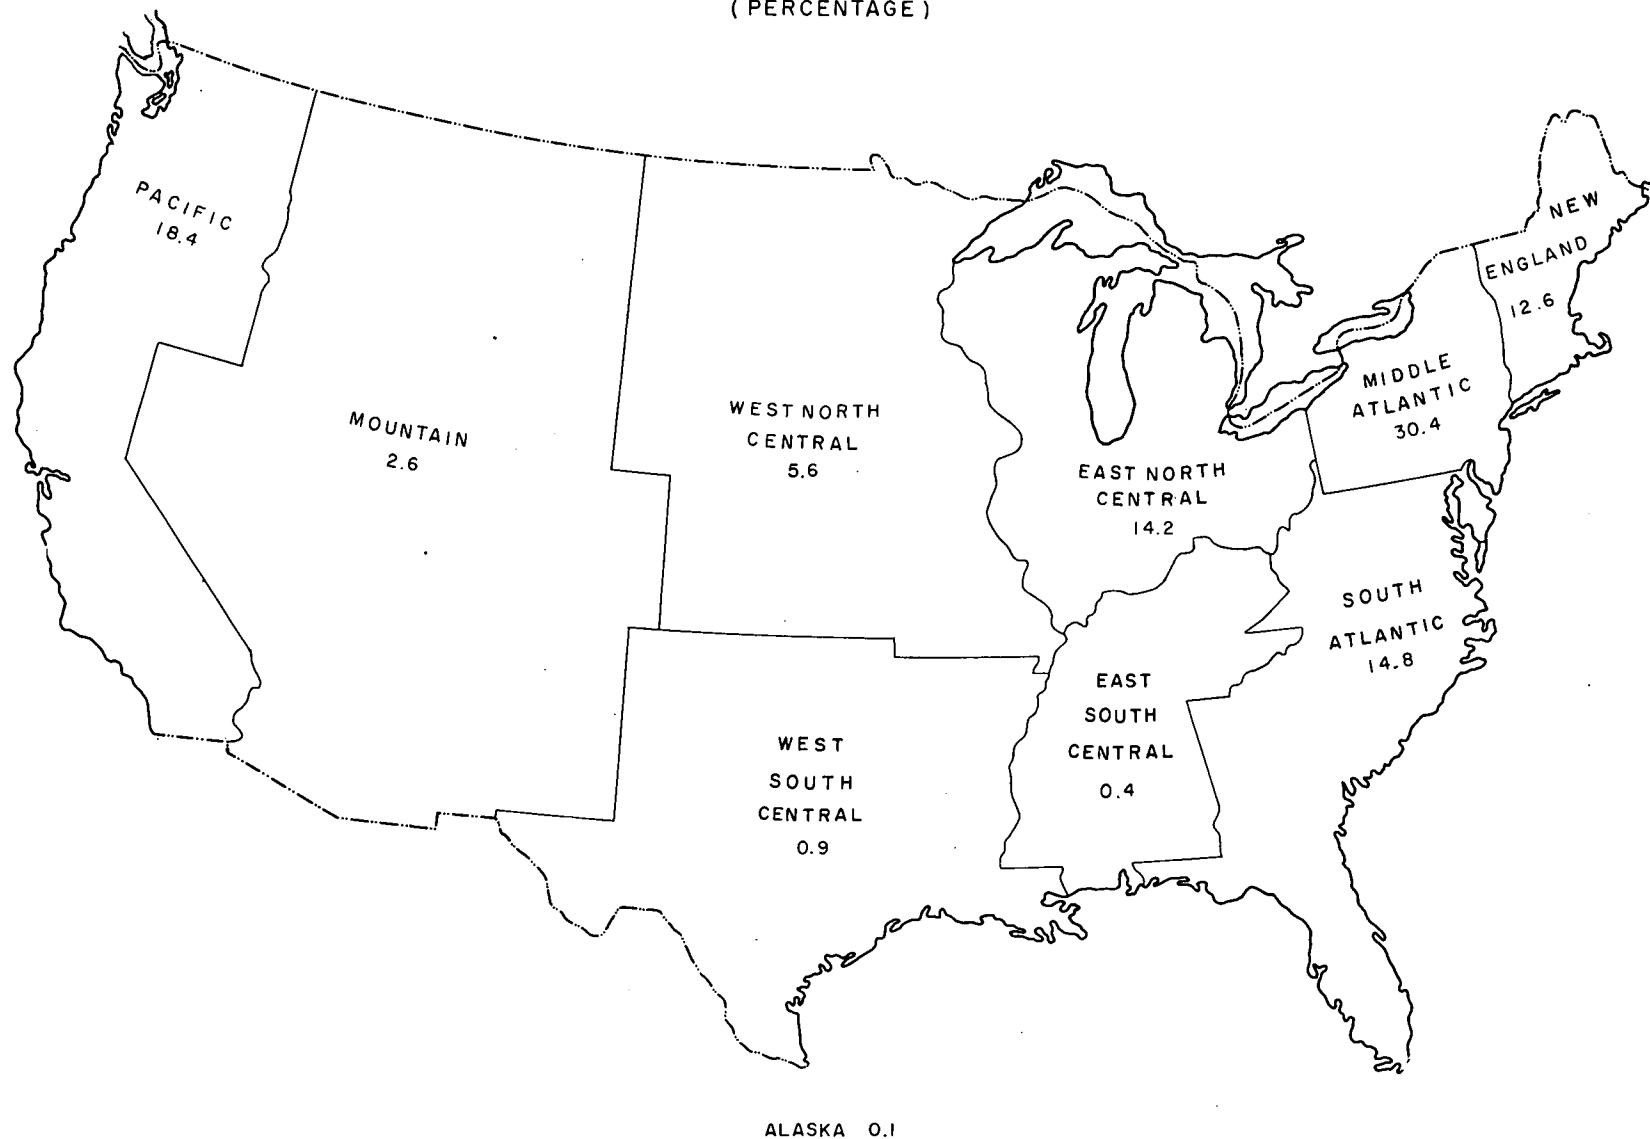 (PERCENTAGE)
PACIFIC
18.4
MOUNTAIN
2.6
WEST NORTH
CENTRAL
5.6
EAST NORTH
CENTRAL
14.2
MIDDLE
ATLANTIC
30.4
NEW
ENGLAND
12.6
SOUTH
ATLANTIC
14.8
EAST
SOUTH
CENTRAL
0.4
WEST
SOUTH
CENTRAL
0.9
ALASKA 0.1